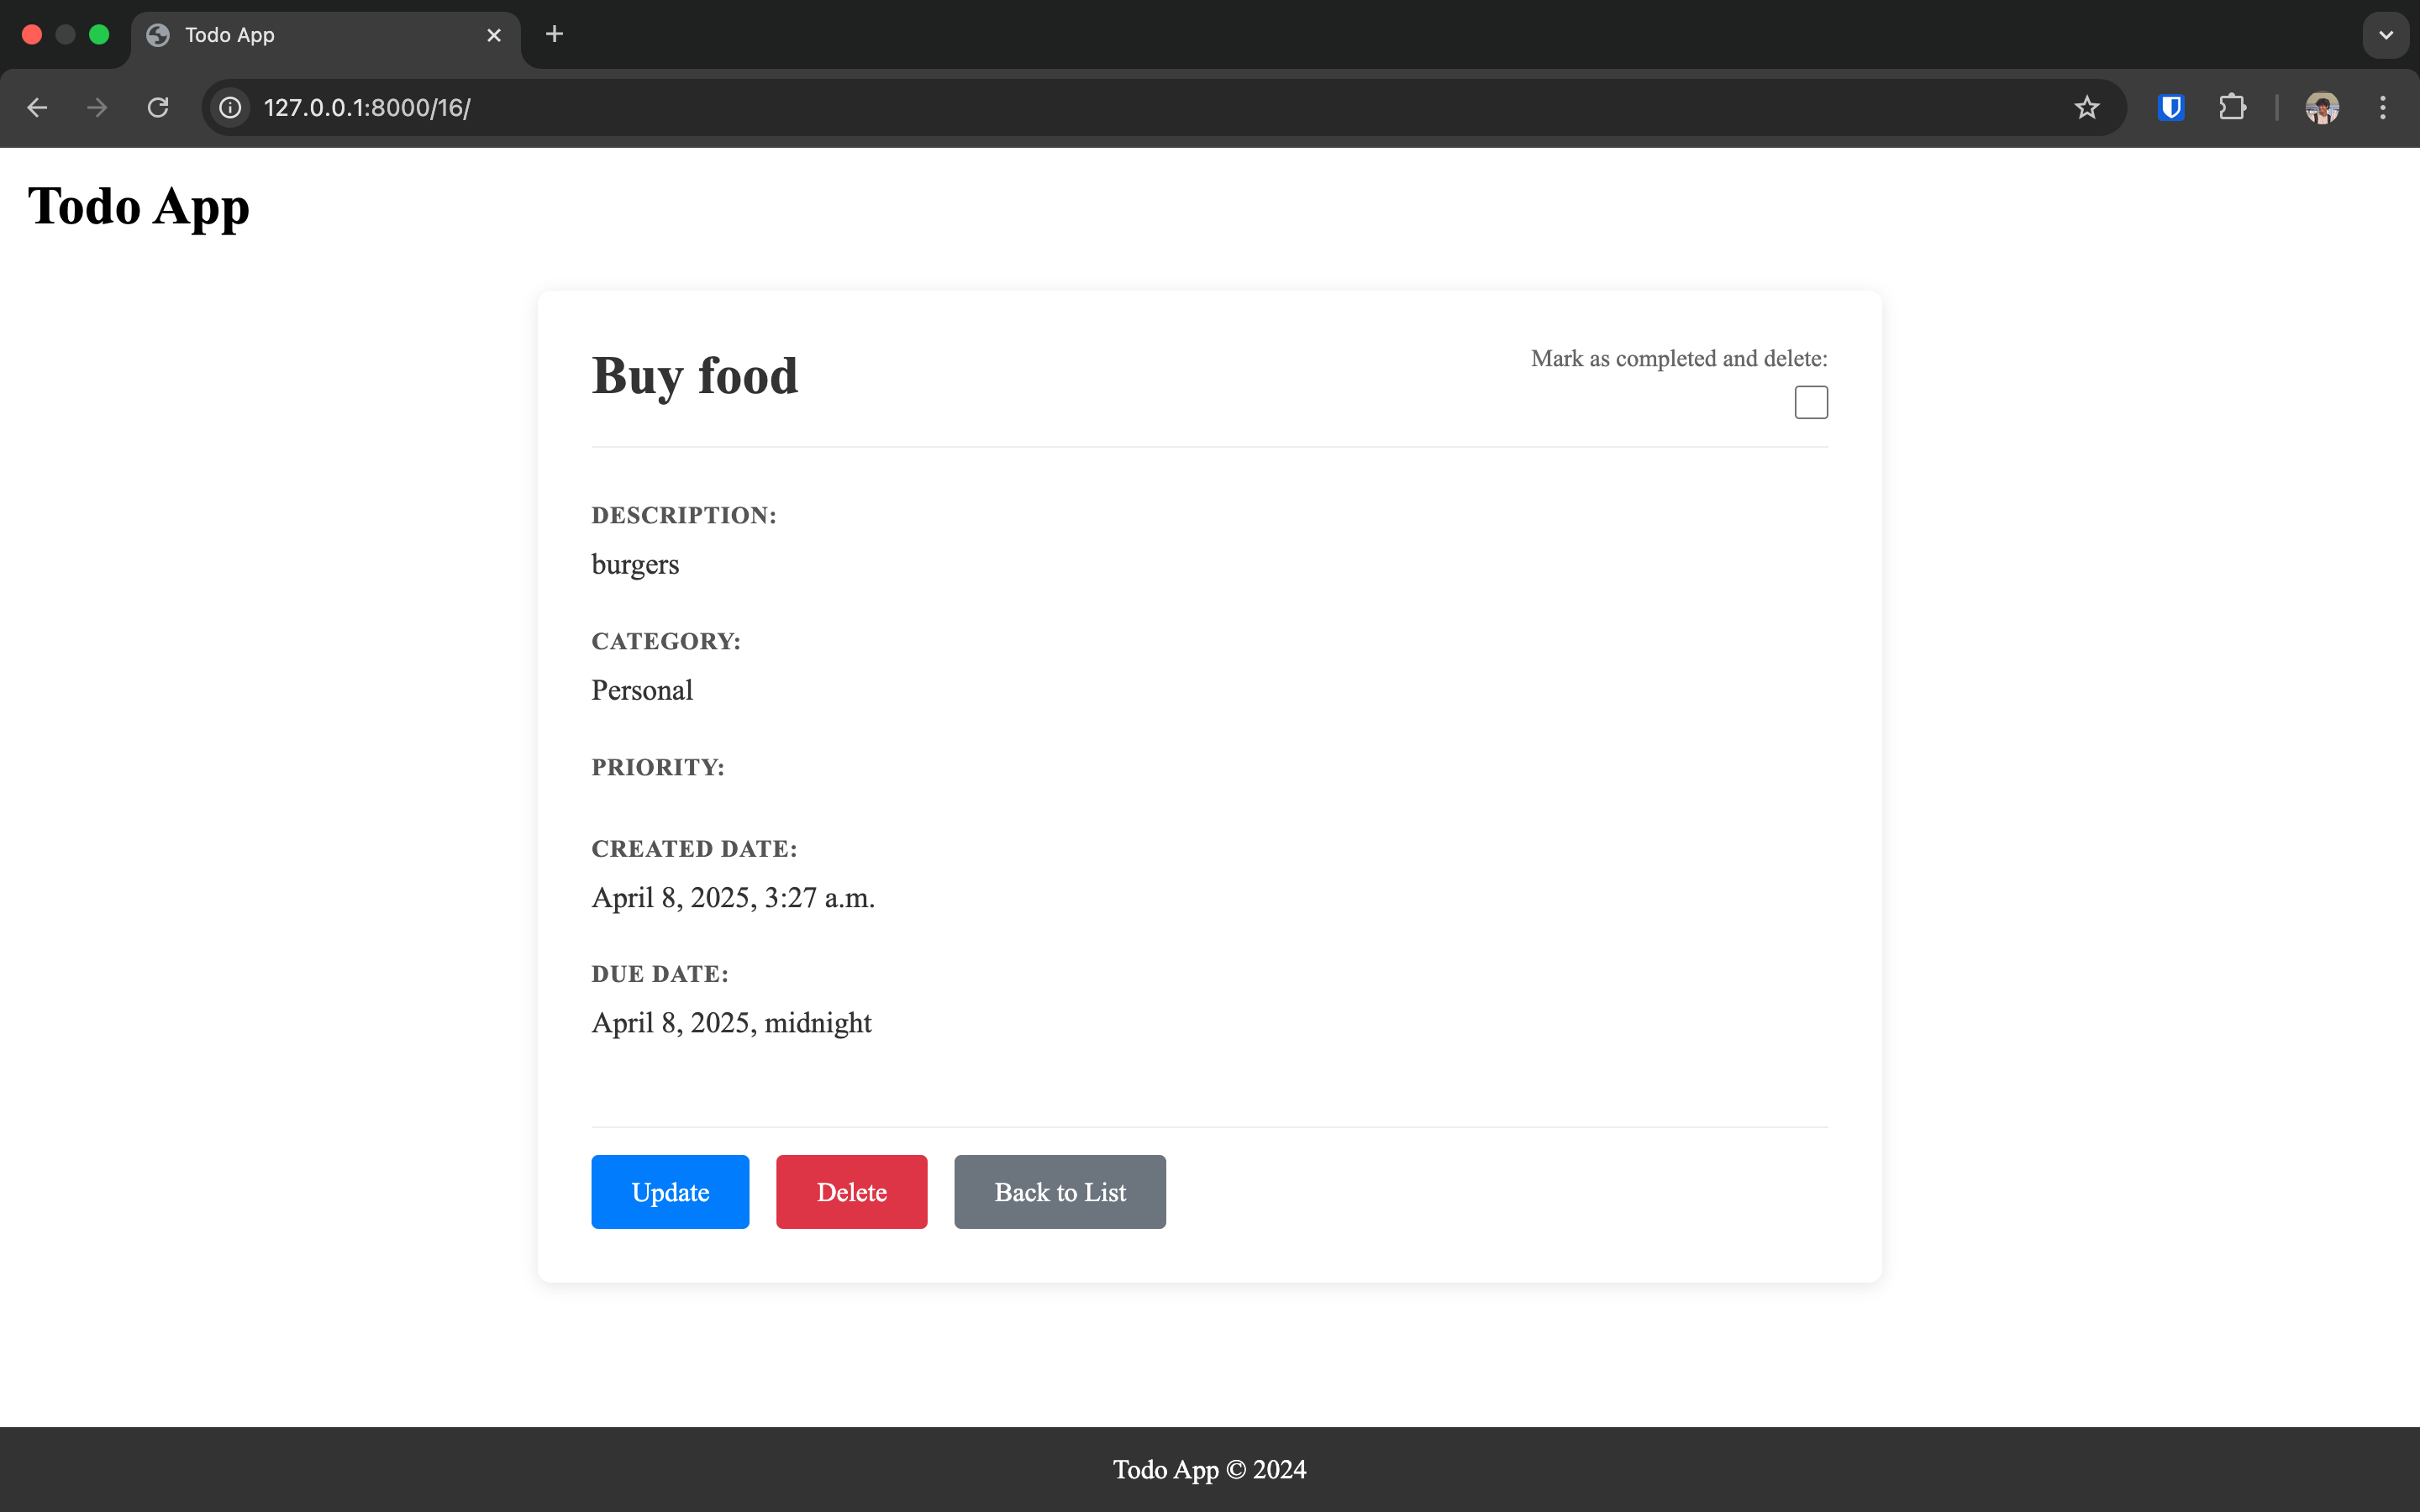 Todo App
127.0.0.1:8000/16/
Todo App
Buy food
Mark as completed and delete:
DESCRIPTION:
burgers
CATEGORY:
Personal
PRIORITY:
CREATED DATE:
April 8, 2025, 3:27 a.m.
DUE DATE:
April 8, 2025, midnight
Update Delete Back to List
Todo App © 2024